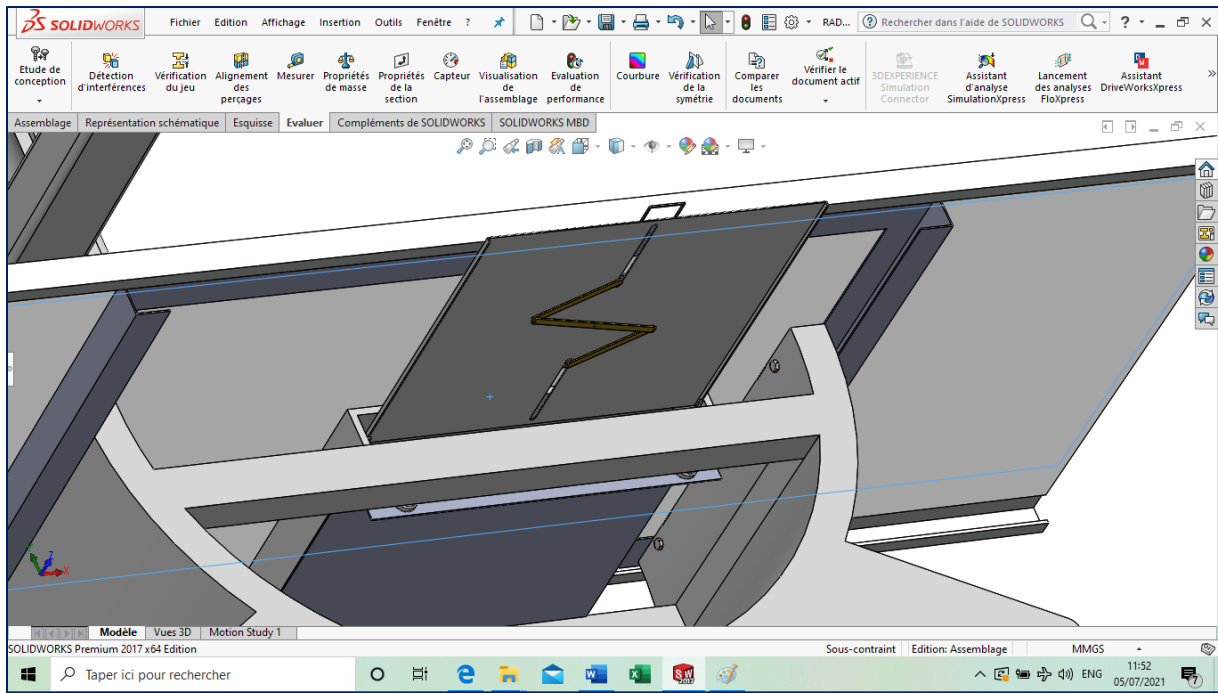 SOLIDWORKS Fichier Edition Affichage Insertion Outils Fenêtre ? RAD... Rechercher dans l'aide de SOLIDWORKS ?
Etude de conception
Détection d'interférences
Vérification du jeu
Alignement des perçages
Mesurer
Propriétés de masse
Propriétés de la section
Capteur
Visualisation de l'assemblage
Evaluation de performance
Courbure
Vérification de la symétrie
Comparer les documents
Vérifier le document actif
3DEXPERIENCE Simulation Connector
Assistant d'analyse SimulationXpress
Lancement des analyses FloXpress
Assistant DriveWorksXpress
Assemblage Représentation schématique Esquisse Evaluer Compléments de SOLIDWORKS SOLIDWORKS MBD
Y Z X
Modèle Vues 3D Motion Study 1
SOLIDWORKS Premium 2017 x64 Edition Sous-contraint Edition: Assemblage MMGS
Taper ici pour rechercher ENG 11:52
05/07/2021 7